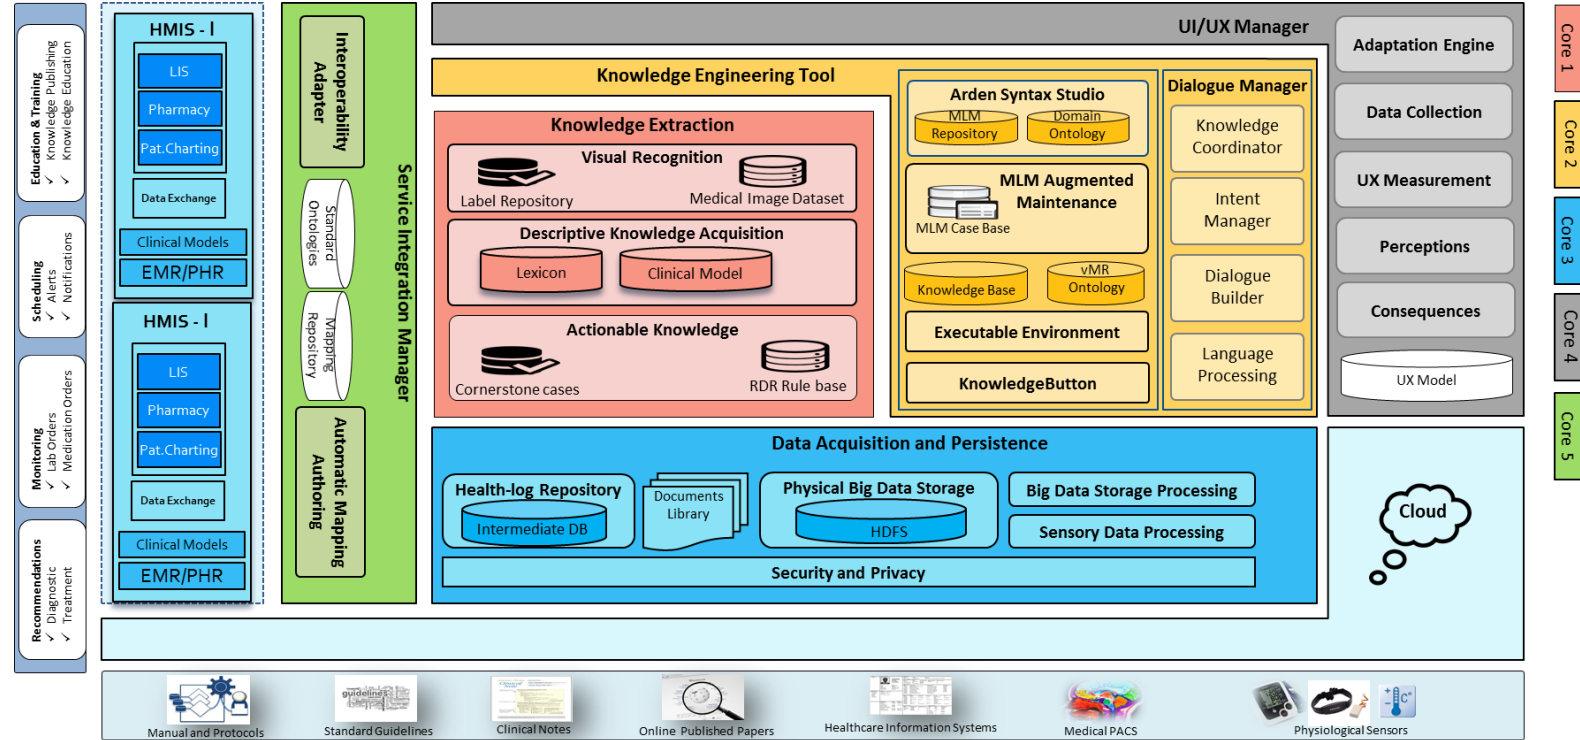 Education & Training
✓ Knowledge Publishing
✓ Knowledge Education
Scheduling
✓ Alerts
✓ Notifications
Monitoring
✓ Lab Orders
✓ Medication Orders
Recommendations
✓ Diagnostic
✓ Treatment
HMIS - I
LIS
Pharmacy
Pat.Charting
Data Exchange
Clinical Models
EMR/PHR
HMIS - I
LIS
Pharmacy
Pat.Charting
Data Exchange
Clinical Models
EMR/PHR
Service Integration Manager
Interoperability
Adapter
Standard
Ontologies
Mapping
Repository
Automatic Mapping
Authoring
UI/UX Manager
Knowledge Engineering Tool
Knowledge Extraction
Visual Recognition
Label Repository
Medical Image Dataset
Descriptive Knowledge Acquisition
Lexicon
Clinical Model
Actionable Knowledge
Cornerstone cases
RDR Rule base
Arden Syntax Studio
MLM
Repository
Domain
Ontology
MLM Augmented
Maintenance
MLM Case Base
Knowledge Base
vMR
Ontology
Executable Environment
KnowledgeButton
Dialogue Manager
Knowledge
Coordinator
Intent
Manager
Dialogue
Builder
Language
Processing
Adaptation Engine
Data Collection
UX Measurement
Perceptions
Consequences
UX Model
Data Acquisition and Persistence
Health-log Repository
Intermediate DB
Documents
Library
Physical Big Data Storage
HDFS
Big Data Storage Processing
Sensory Data Processing
Security and Privacy
Cloud
Core 1
Core 2
Core 3
Core 4
Core 5
guidelines
C°
Manual and Protocols
Standard Guidelines
Clinical Notes
Online Published Papers
Healthcare Information Systems
Medical PACS
Physiological Sensors